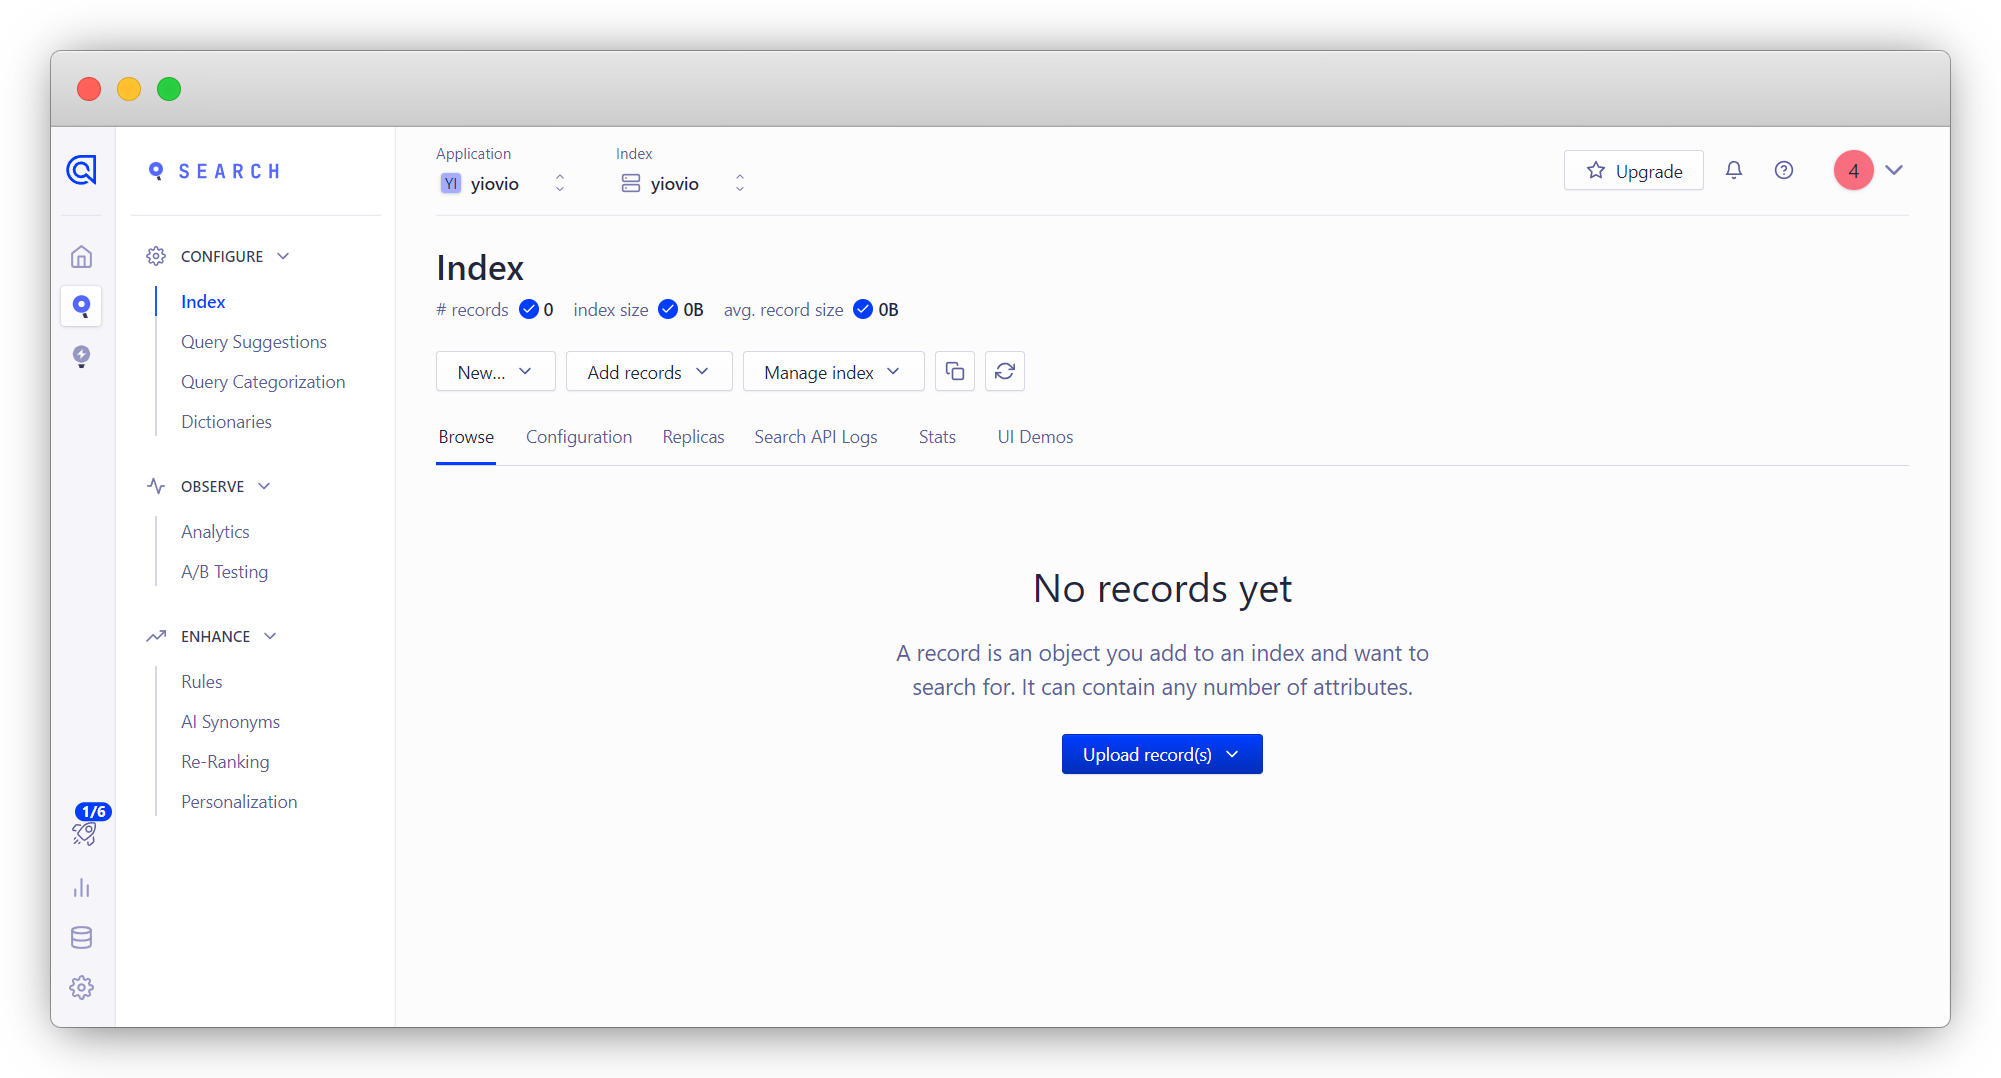 SEARCH
Application
Index
YI yiovio
yiovio
Upgrade
4
CONFIGURE
Index
Query Suggestions
Query Categorization
Dictionaries
OBSERVE
Analytics
A/B Testing
ENHANCE
Rules
AI Synonyms
Re-Ranking
Personalization
1/6
Index
# records 0 index size 0B avg. record size 0B
New... Add records Manage index
Browse Configuration Replicas Search API Logs Stats UI Demos
No records yet
A record is an object you add to an index and want to
search for. It can contain any number of attributes.
Upload record(s)